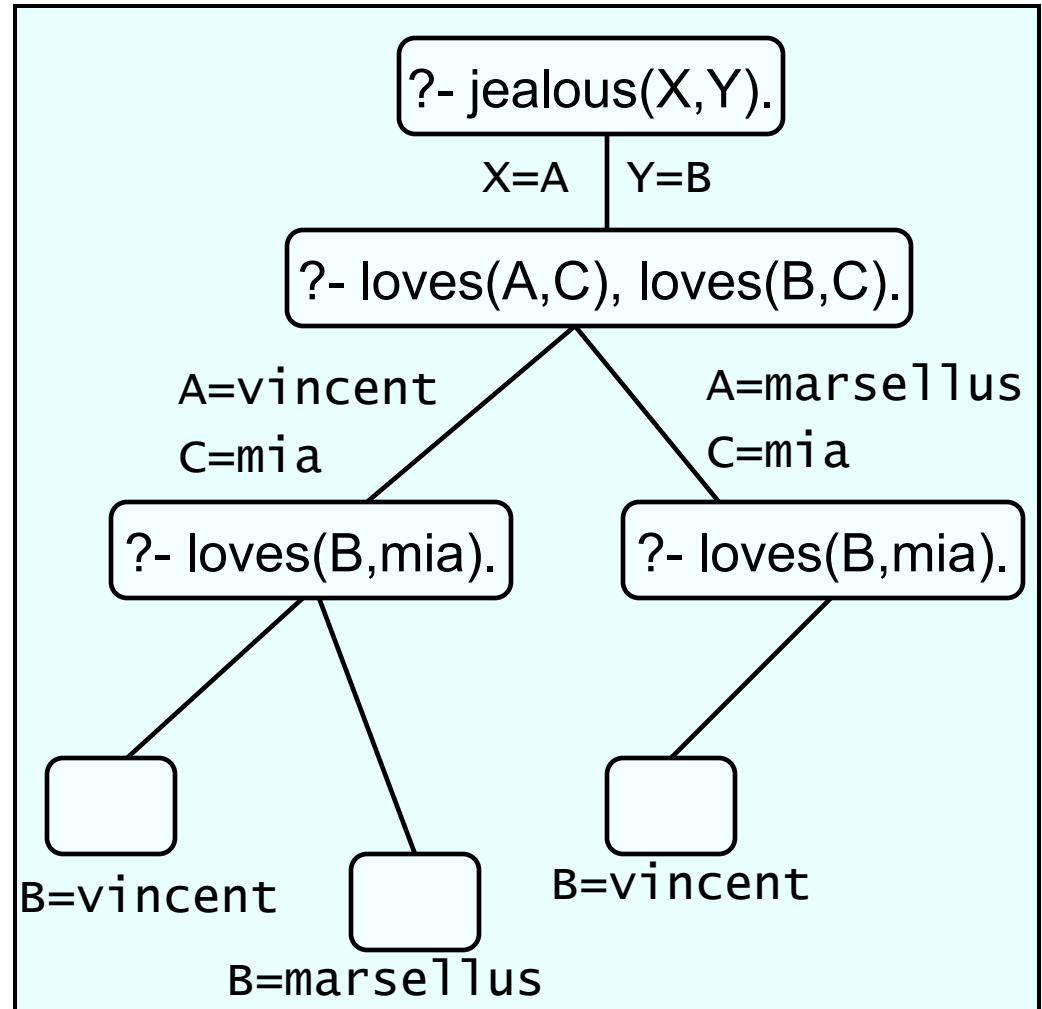 ?- jealous(X,Y).
X=A Y=B
?- loves(A,C), loves(B,C).
A=vincent
C=mia
A=marsellus
C=mia
?- loves(B,mia).
?- loves(B,mia).
B=vincent
B=marsellus
B=vincent